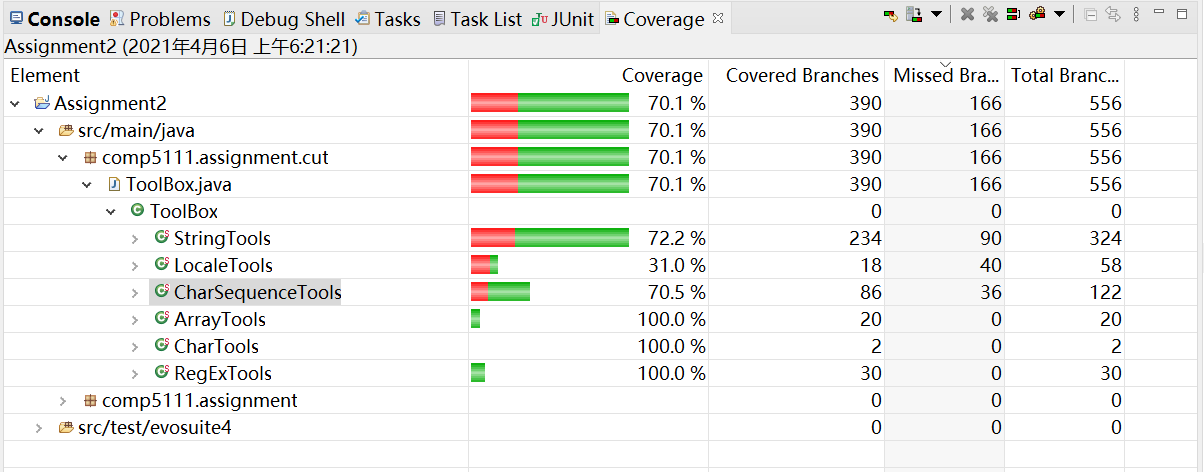 Console Problems Debug Shell Tasks Task List JUnit Coverage
Assignment2 (2021年4月6日 上午6:21:21)
Element Coverage Covered Branches Missed Bra... Total Branc...
Assignment2 70.1 % 390 166 556
src/main/java 70.1 % 390 166 556
comp5111.assignment.cut 70.1 % 390 166 556
ToolBox.java 70.1 % 390 166 556
ToolBox 0 0 0
StringTools 72.2 % 234 90 324
LocaleTools 31.0 % 18 40 58
CharSequenceTools 70.5 % 86 36 122
ArrayTools 100.0 % 20 0 20
CharTools 100.0 % 2 0 2
RegExTools 100.0 % 30 0 30
comp5111.assignment 0 0 0
src/test/evosuite4 0 0 0